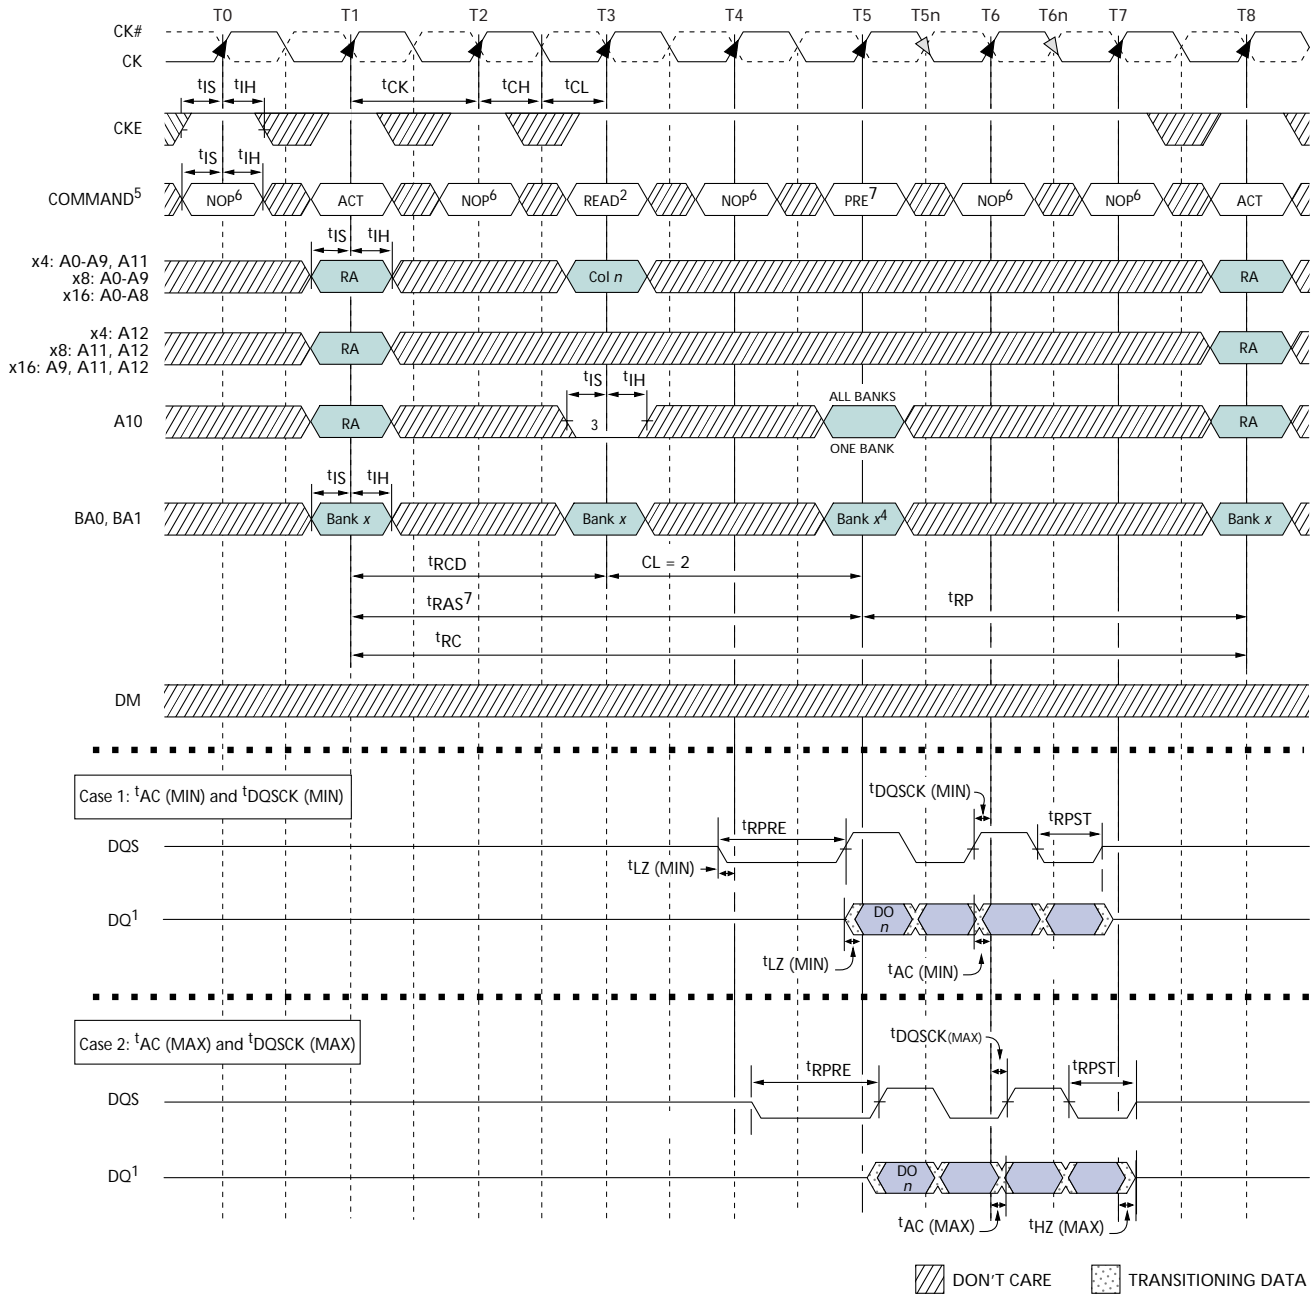 T0 T1 T2 T3 T4 T5 T5n T6 T6n T7 T8
CK#
CK
tIS tIH tCK tCH tCL
CKE
tIS tIH
COMMAND5 NOP6 ACT NOP6 READ2 NOP6 PRE7 NOP6 NOP6 ACT
tIS tIH
x4: A0-A9, A11
x8: A0-A9
x16: A0-A8
RA Col n RA
x4: A12
x8: A11, A12
x16: A9, A11, A12
RA RA
tIS tIH
ALL BANKS
A10 RA 3 RA
ONE BANK
tIS tIH
BA0, BA1 Bank x Bank x Bank x4 Bank x
tRCD CL = 2
tRAS7 tRP
tRC
DM
Case 1: tAC (MIN) and tDQSCK (MIN)
tDQSCK (MIN)
tRPRE tRPST
DQS
tLZ (MIN)
DQ1 DO
n
tLZ (MIN) tAC (MIN)
Case 2: tAC (MAX) and tDQSCK (MAX)
tDQSCK(MAX)
tRPRE tRPST
DQS
DQ1 DO
n
tAC (MAX) tHZ (MAX)
DON'T CARE TRANSITIONING DATA